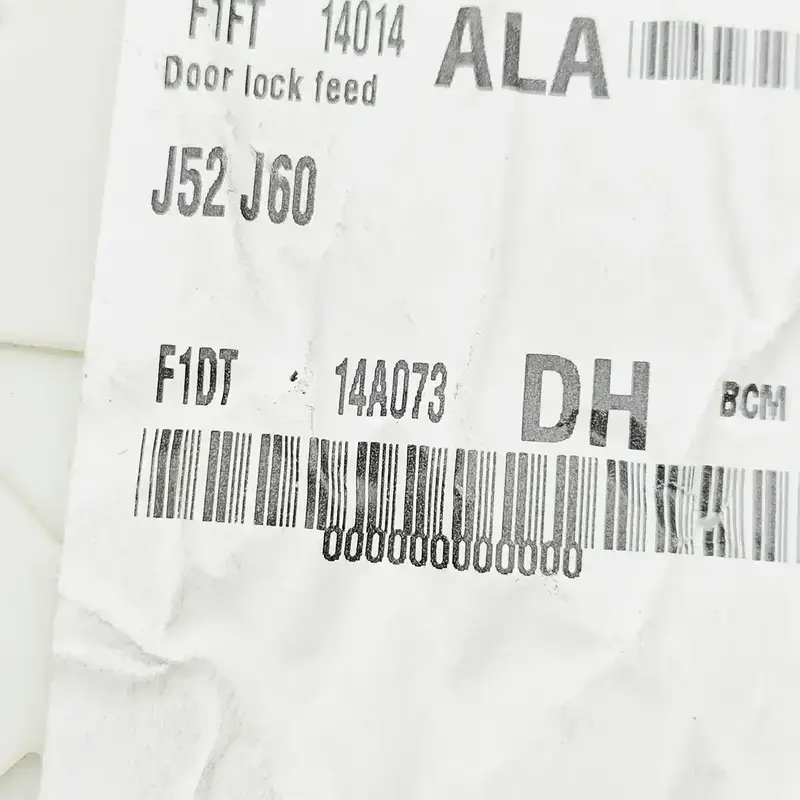 F1FT 14014 ALA
Door lock feed
J52 J60
F1DT 14A073 DH BCM
000000000000